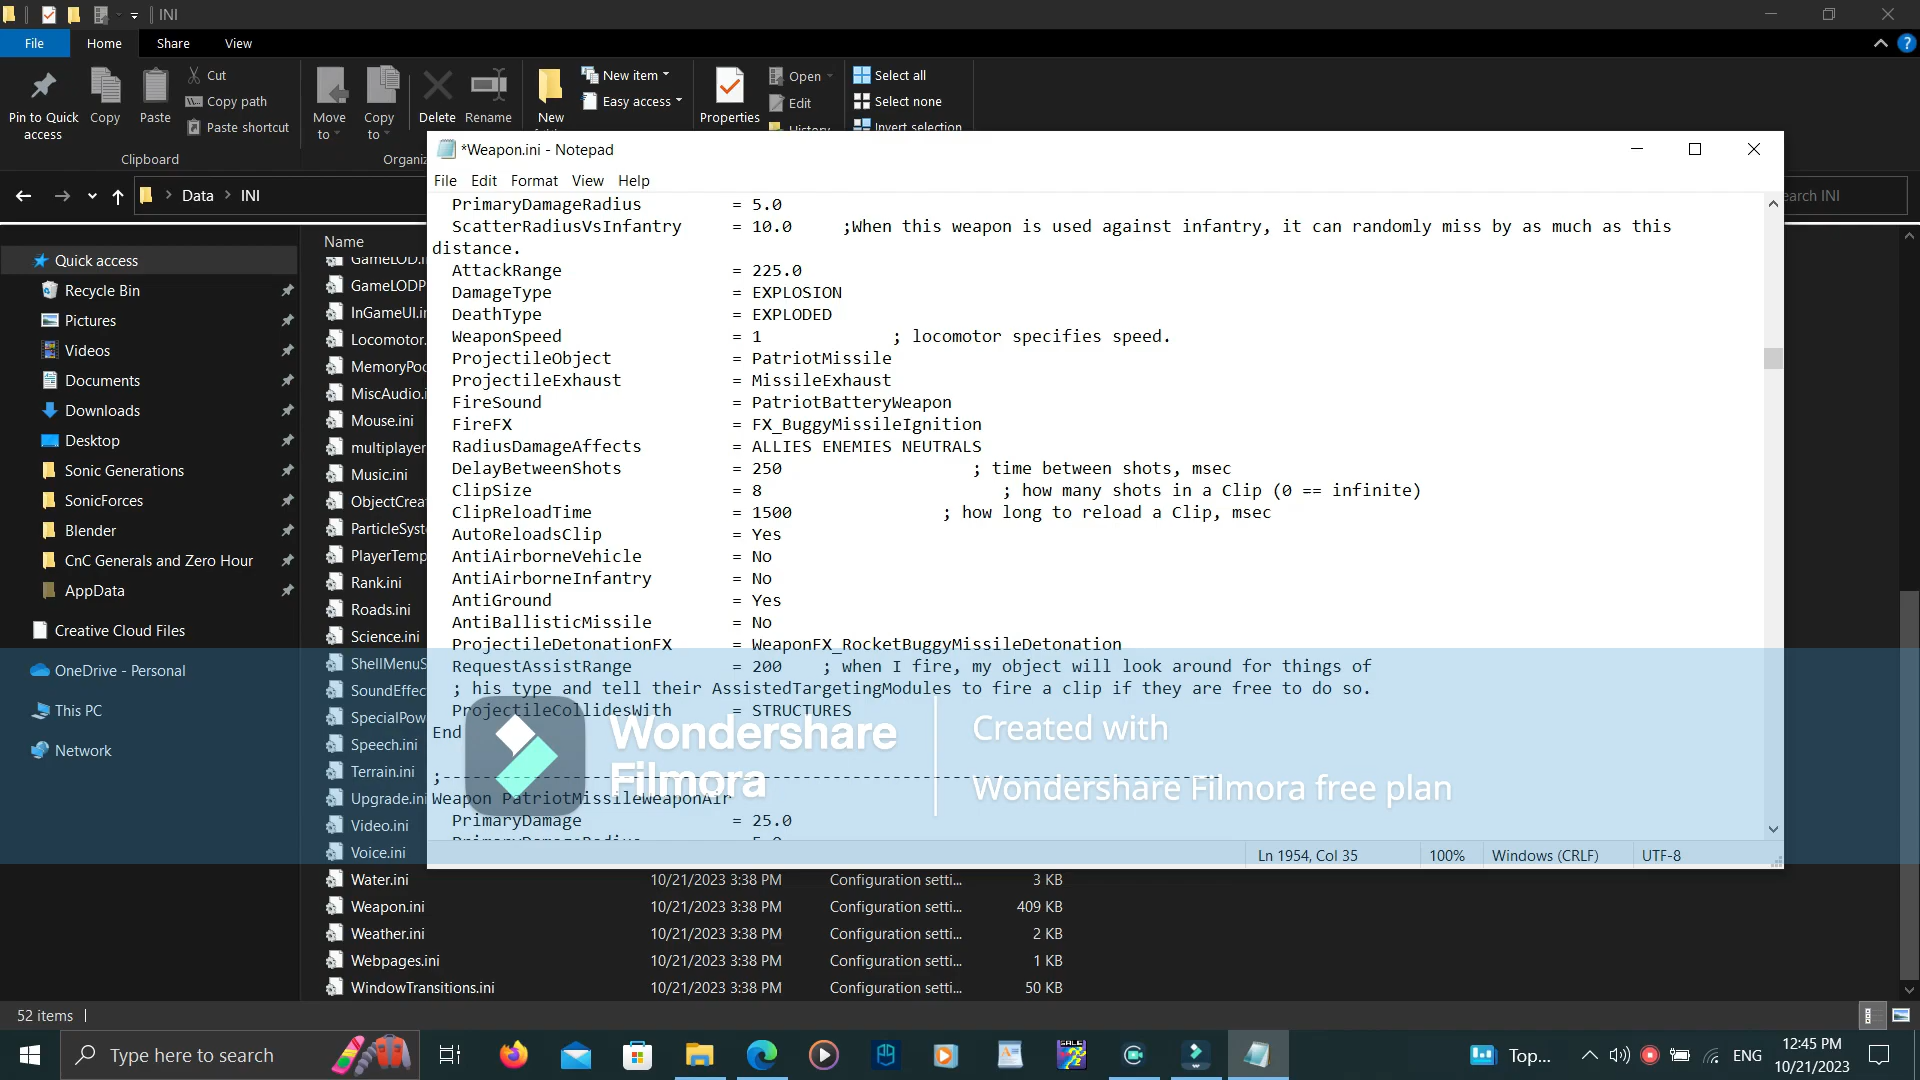 INI
File
Home
Share
View
Pin to Quick access
Copy
Paste
Cut
Copy path
Paste shortcut
Clipboard
Move to
Copy to
Delete
Rename
New
New item
Easy access
Properties
Open
Edit
History
Select all
Select none
Invert selection
Data
INI
*Weapon.ini - Notepad
File Edit Format View Help
PrimaryDamageRadius = 5.0
ScatterRadiusVsInfantry = 10.0 ;When this weapon is used against infantry, it can randomly miss by as much as this
distance.
AttackRange = 225.0
DamageType = EXPLOSION
DeathType = EXPLODED
WeaponSpeed = 1 ; locomotor specifies speed.
ProjectileObject = PatriotMissile
ProjectileExhaust = MissileExhaust
FireSound = PatriotBatteryWeapon
FireFX = FX_BuggyMissileIgnition
RadiusDamageAffects = ALLIES ENEMIES NEUTRALS
DelayBetweenShots = 250 ; time between shots, msec
ClipSize = 8 ; how many shots in a Clip (0 == infinite)
ClipReloadTime = 1500 ; how long to reload a Clip, msec
AutoReloadsClip = Yes
AntiAirborneVehicle = No
AntiAirborneInfantry = No
AntiGround = Yes
AntiBallisticMissile = No
ProjectileDetonationFX = WeaponFX_RocketBuggyMissileDetonation
RequestAssistRange = 200 ; when I fire, my object will look around for things of
; his type and tell their AssistedTargetingModules to fire a clip if they are free to do so.
ProjectileCollidesWith = STRUCTURES
End
Weapon PatriotMissileWeaponAir
PrimaryDamage = 25.0
Ln 1954, Col 35
100%
Windows (CRLF)
UTF-8
Wondershare
Filmora
Created with
Wondershare Filmora free plan
Quick access
Recycle Bin
Pictures
Videos
Documents
Downloads
Desktop
Sonic Generations
SonicForces
Blender
CnC Generals and Zero Hour
AppData
Creative Cloud Files
OneDrive - Personal
This PC
Network
Name
GameLODP
InGameUI.in
Locomotor.
MemoryPoo
MiscAudio.i
Mouse.ini
multiplayer
Music.ini
ObjectCreat
ParticleSyst
PlayerTemp
Rank.ini
Roads.ini
Science.ini
ShellMenuS
SoundEffec
SpecialPow
Speech.ini
Terrain.ini
Upgrade.ini
Video.ini
Voice.ini
Water.ini 10/21/2023 3:38 PM Configuration setti... 3 KB
Weapon.ini 10/21/2023 3:38 PM Configuration setti... 409 KB
Weather.ini 10/21/2023 3:38 PM Configuration setti... 2 KB
Webpages.ini 10/21/2023 3:38 PM Configuration setti... 1 KB
WindowTransitions.ini 10/21/2023 3:38 PM Configuration setti... 50 KB
52 items
Type here to search
Top...
ENG
12:45 PM
10/21/2023